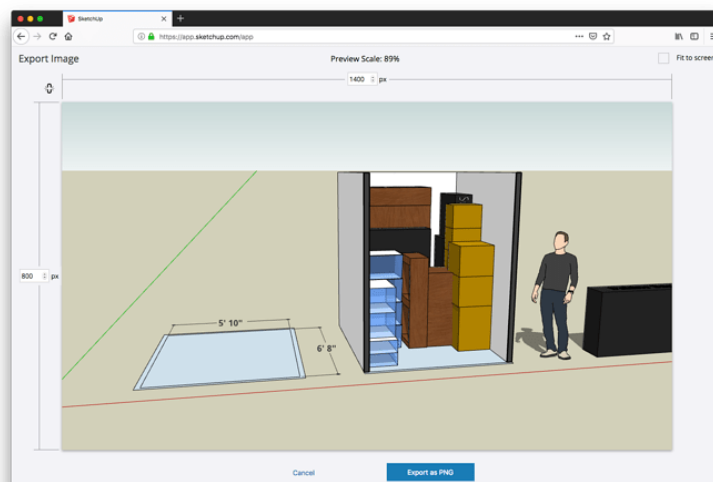 SketchUp
https://app.sketchup.com/app
Export Image
Preview Scale: 89%
Fit to screen
1400 px
800 px
5' 10"
6' 8"
Cancel
Export as PNG